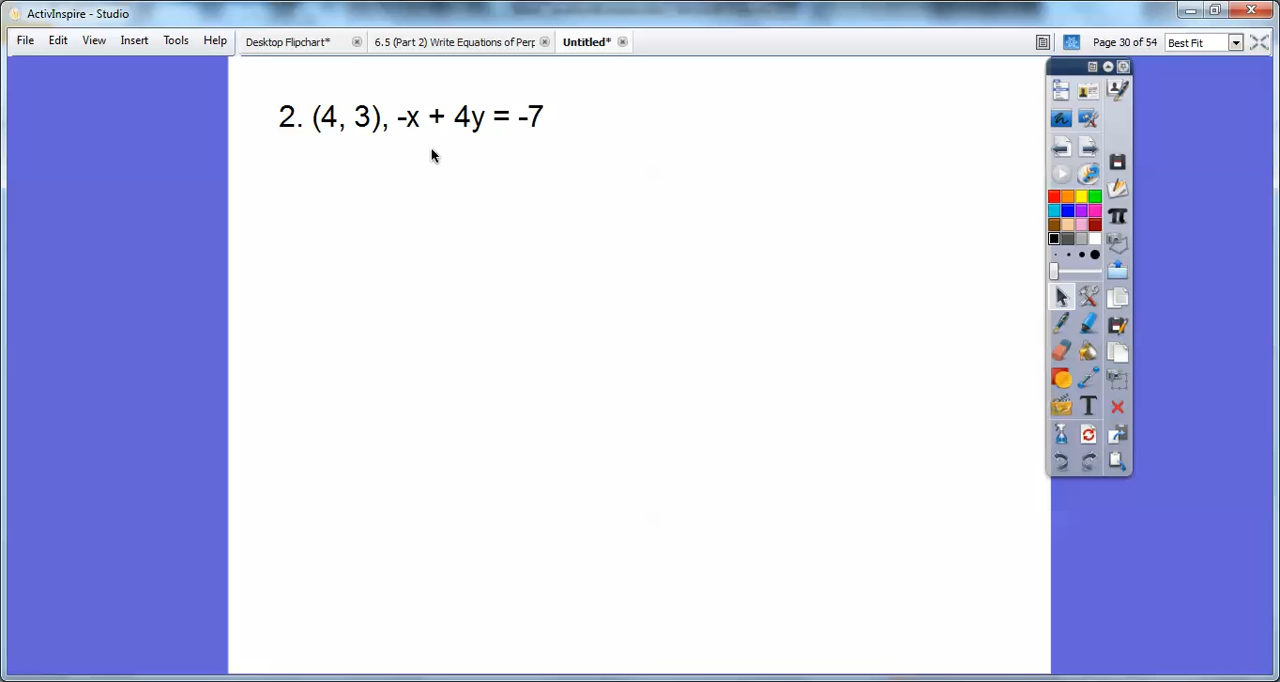 ActivInspire - Studio
File Edit View Insert Tools Help
Desktop Flipchart* 6.5 (Part 2) Write Equations of Perp Untitled* Page 30 of 54 Best Fit
2. (4, 3), -x + 4y = -7